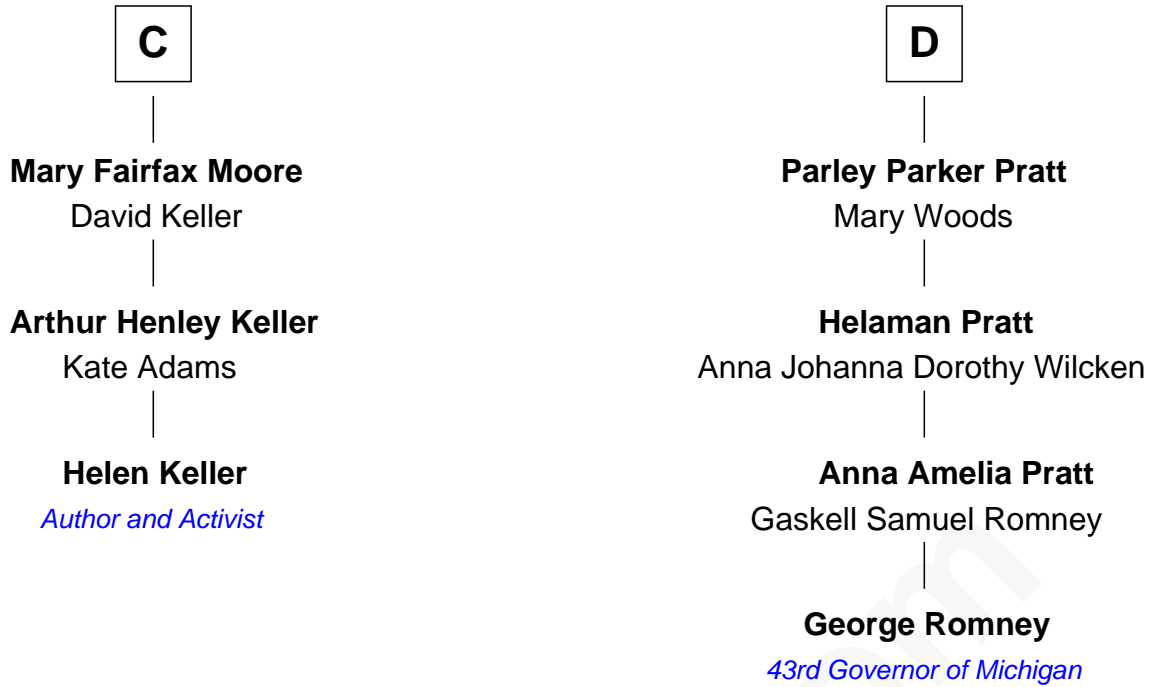 C
Mary Fairfax Moore
David Keller
Arthur Henley Keller
Kate Adams
Helen Keller
Author and Activist
D
Parley Parker Pratt
Mary Woods
Helaman Pratt
Anna Johanna Dorothy Wilcken
Anna Amelia Pratt
Gaskell Samuel Romney
George Romney
43rd Governor of Michigan